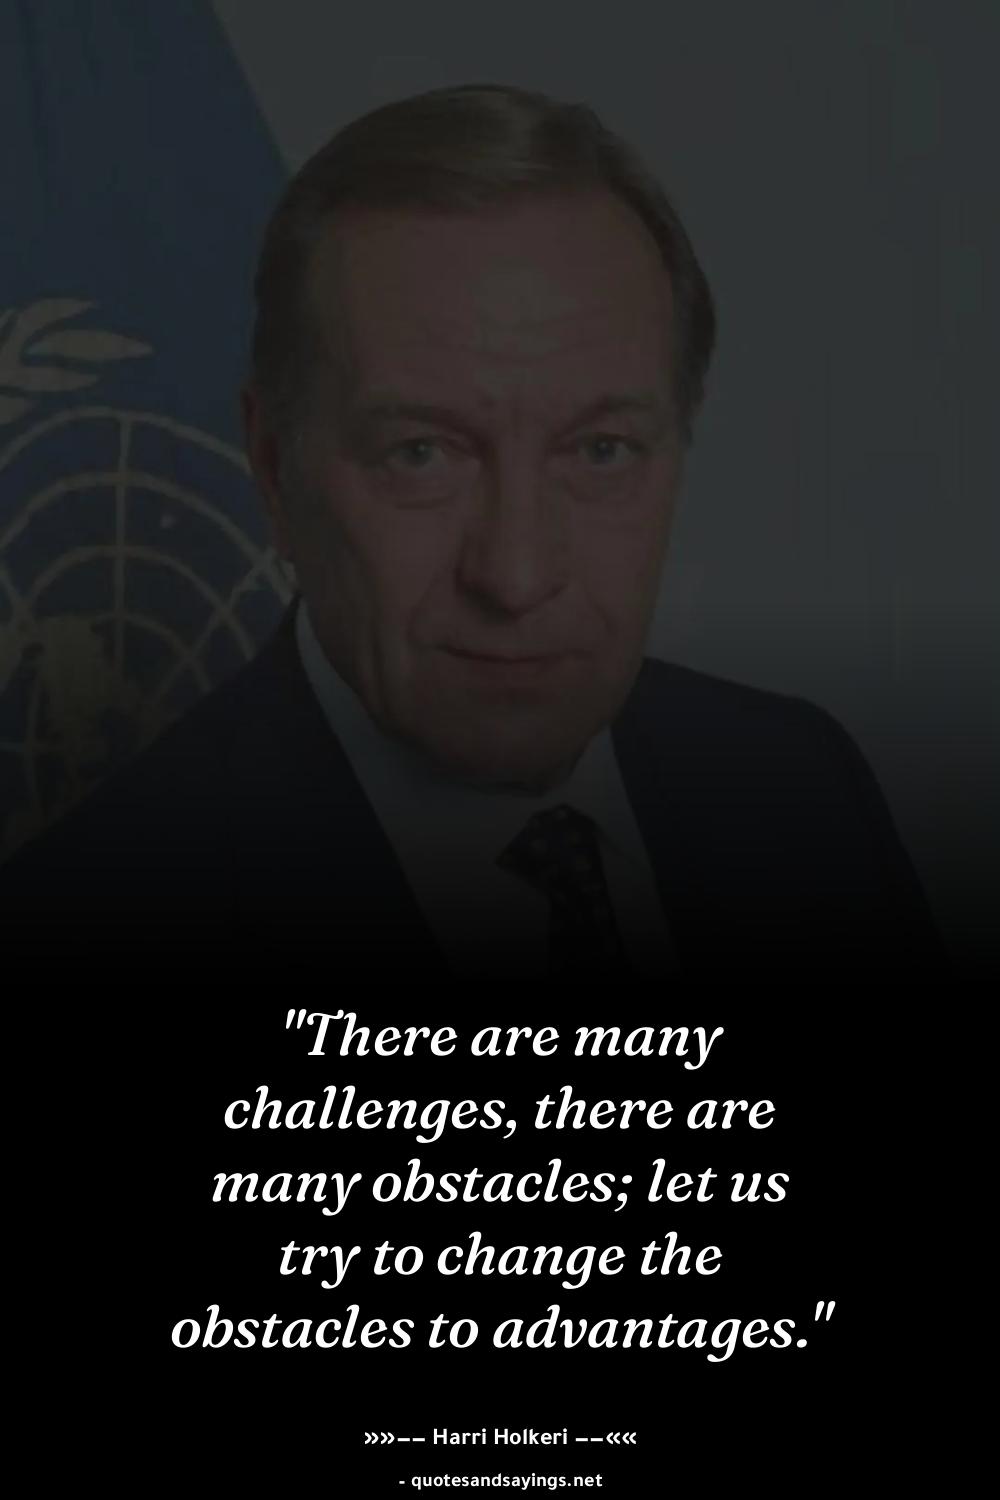 "There are many
challenges, there are
many obstacles; let us
try to change the
obstacles to advantages."
»»–– Harri Holkeri ––««
- quotesandsayings.net